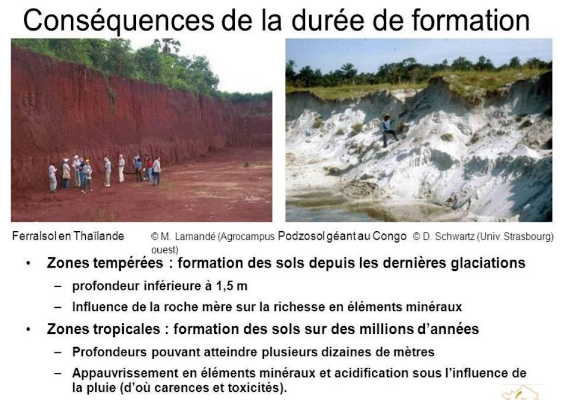 Conséquences de la durée de formation
Ferralsol en Thaïlande © M. Lamandé (Agrocampus ouest)
Podzosol géant au Congo © D. Schwartz (Univ. Strasbourg)
• Zones tempérées : formation des sols depuis les dernières glaciations
– profondeur inférieure à 1,5 m
– Influence de la roche mère sur la richesse en éléments minéraux
• Zones tropicales : formation des sols sur des millions d'années
– Profondeurs pouvant atteindre plusieurs dizaines de mètres
– Appauvrissement en éléments minéraux et acidification sous l'influence de
la pluie (d'où carences et toxicités).